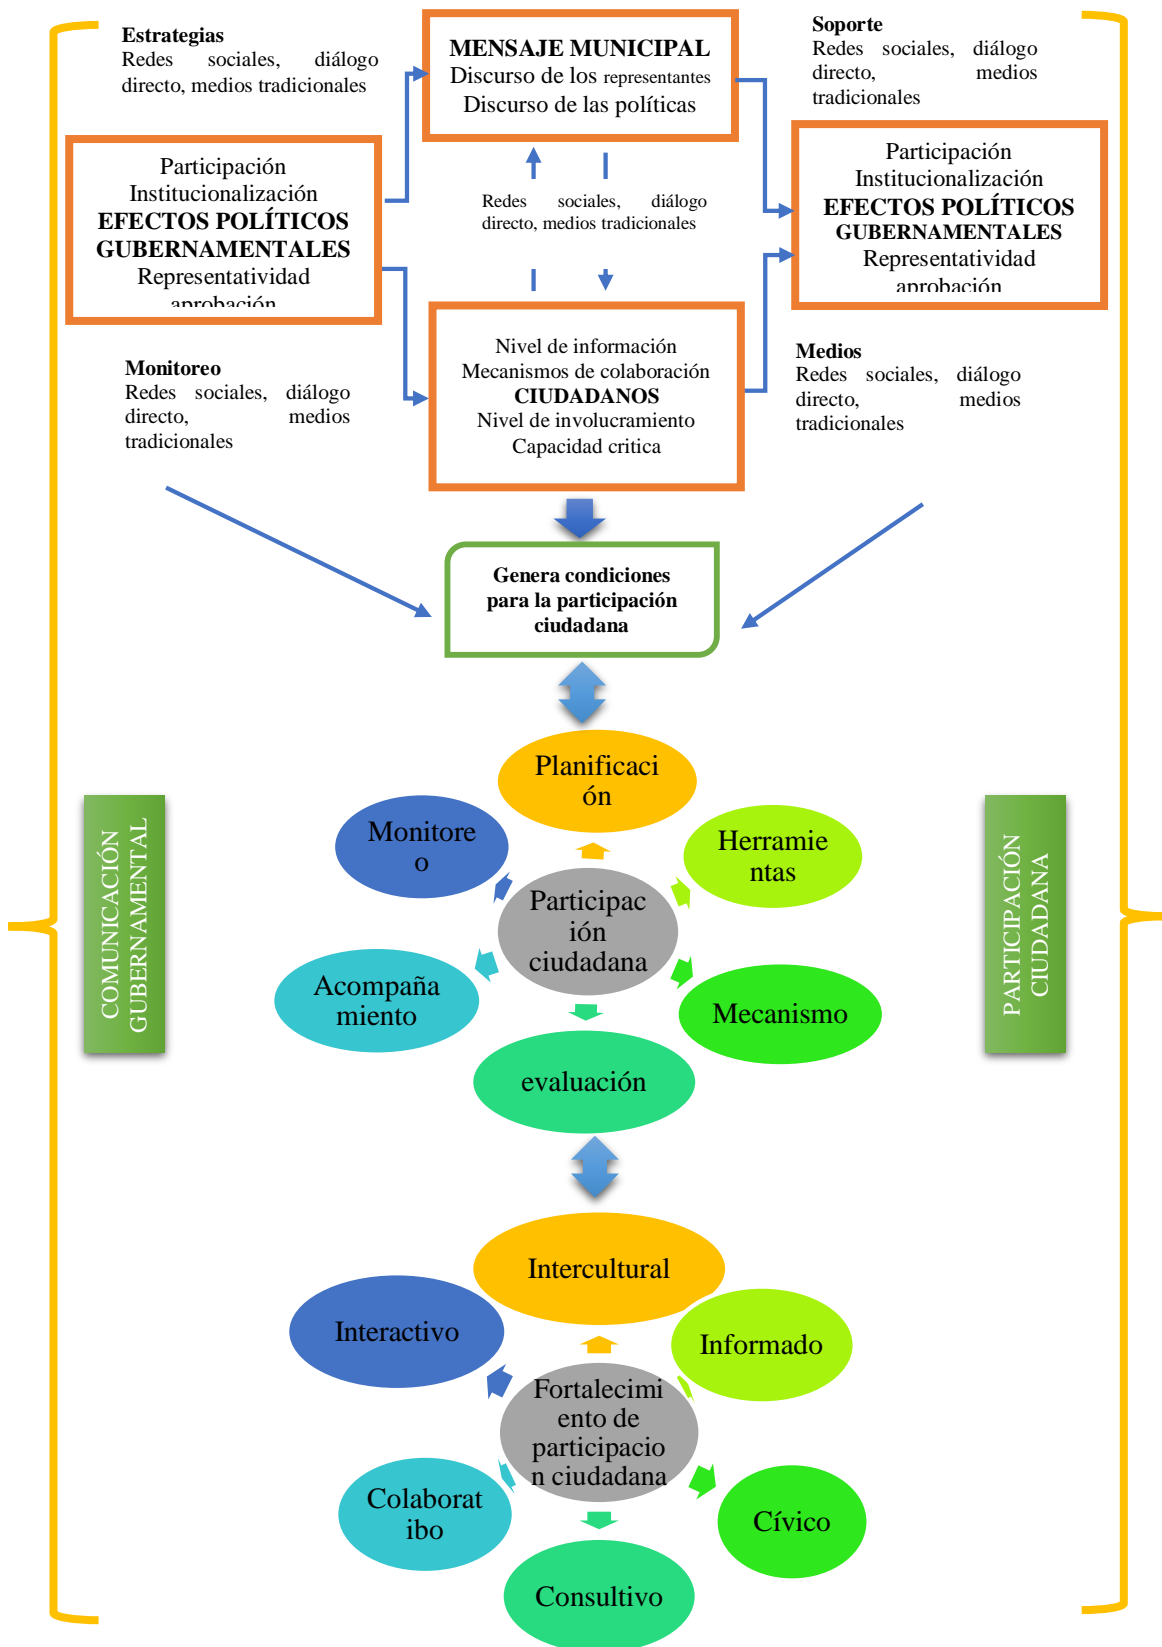 Estrategias
Redes sociales, diálogo
directo, medios tradicionales
MENSAJE MUNICIPAL
Discurso de los representantes
Discurso de las políticas
Soporte
Redes sociales, diálogo
directo, medios
tradicionales
Participación
Institucionalización
EFECTOS POLÍTICOS
GUBERNAMENTALES
Representatividad
aprobación
Redes sociales, diálogo
directo, medios tradicionales
Participación
Institucionalización
EFECTOS POLÍTICOS
GUBERNAMENTALES
Representatividad
aprobación
Monitoreo
Redes sociales, diálogo
directo, medios
tradicionales
Nivel de información
Mecanismos de colaboración
CIUDADANOS
Nivel de involucramiento
Capacidad critica
Medios
Redes sociales, diálogo
directo, medios
tradicionales
Genera condiciones
para la participación
ciudadana
COMUNICACIÓN
GUBERNAMENTAL
PARTICIPACIÓN
CIUDADANA
Planificaci
ón
Monitore
o
Herramie
ntas
Participac
ión
ciudadana
Acompaña
miento
Mecanismo
evaluación
Intercultural
Interactivo
Informado
Fortalecimi
ento de
participacio
n ciudadana
Colaborat
ibo
Cívico
Consultivo